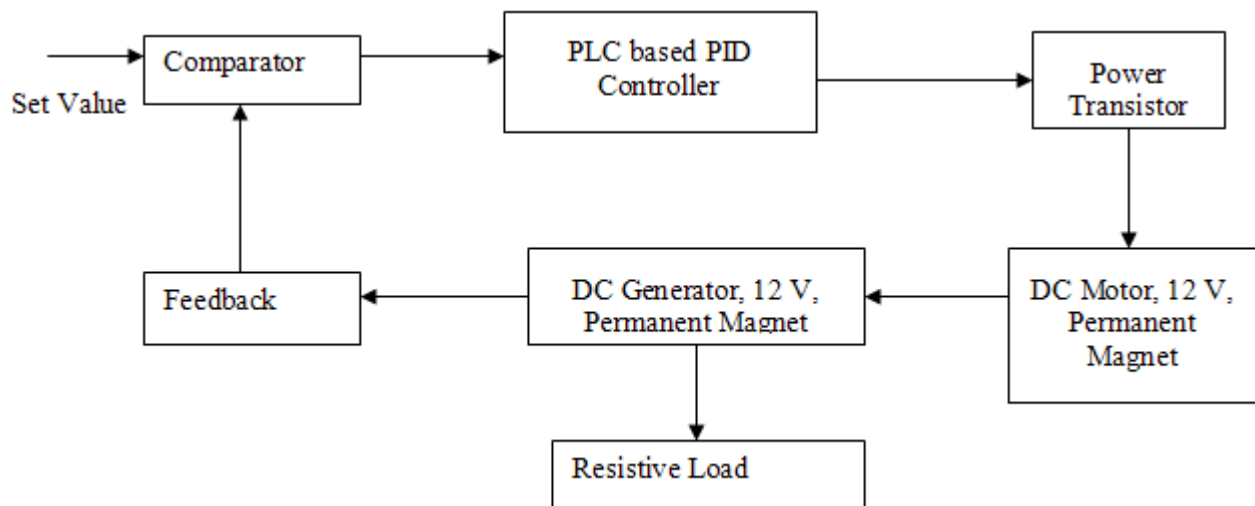 Set Value
Comparator
PLC based PID
Controller
Power
Transistor
Feedback
DC Generator, 12 V,
Permanent Magnet
DC Motor, 12 V,
Permanent
Magnet
Resistive Load